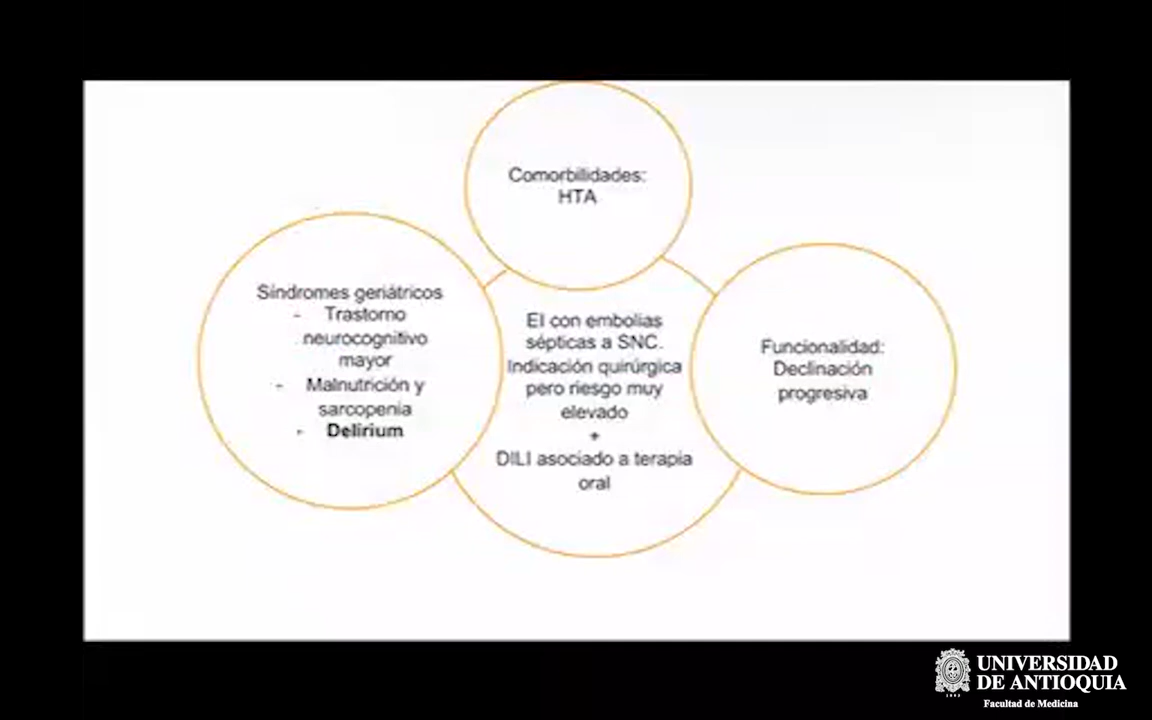 Comorbilidades:
HTA
Síndromes geriátricos
- Trastorno
neurocognitivo
mayor
- Malnutrición y
sarcopenia
- Delirium
EI con embolias
sépticas a SNC.
Indicación quirúrgica
pero riesgo muy
elevado
+
DILI asociado a terapia
oral
Funcionalidad:
Declinación
progresiva
UNIVERSIDAD
DE ANTIOQUIA
Facultad de Medicina